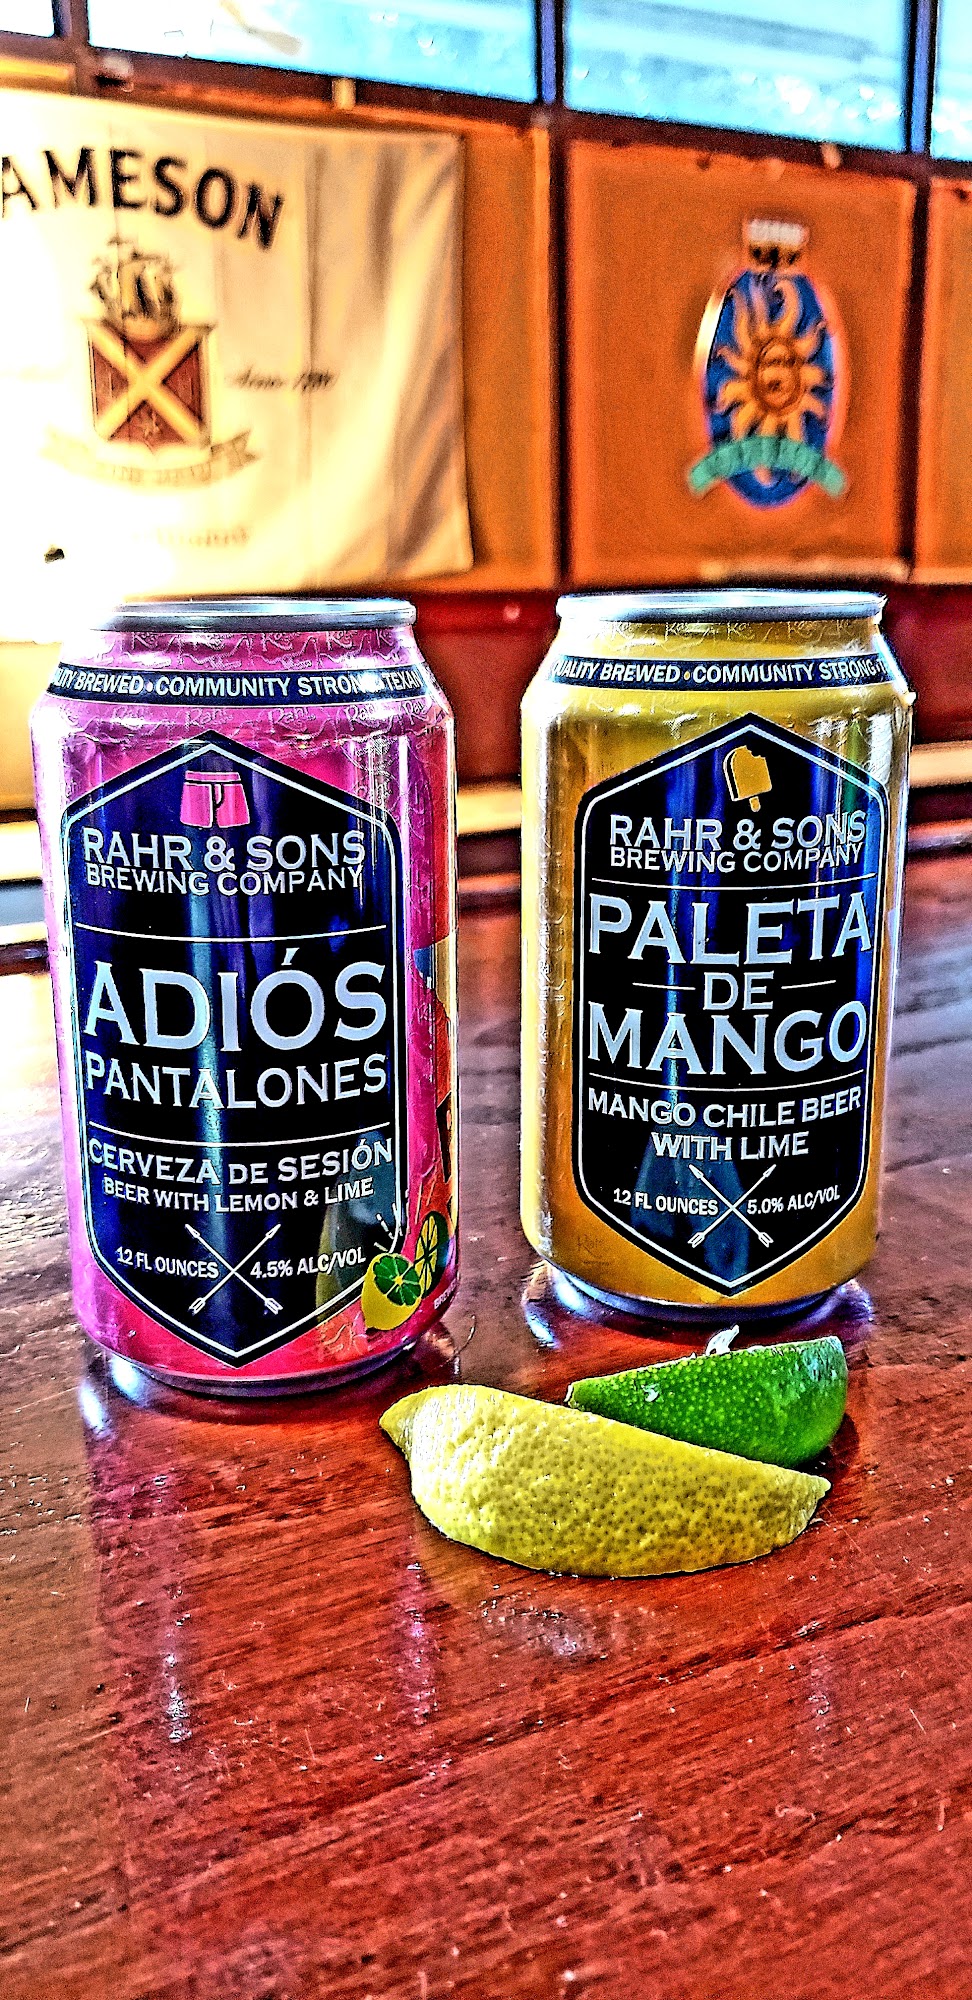 AMESON
UALITY BREWED • COMMUNITY STRONG TEXAN
RAHR & SONS
BREWING COMPANY
ADIÓS
PANTALONES
CERVEZA DE SESIÓN
BEER WITH LEMON & LIME
12 FL OUNCES 4.5% ALC/VOL
UALITY BREWED • COMMUNITY STRONG
RAHR & SONS
BREWING COMPANY
PALETA
DE
MANGO
MANGO CHILE BEER
WITH LIME
12 FL OUNCES 5.0% ALC/VOL